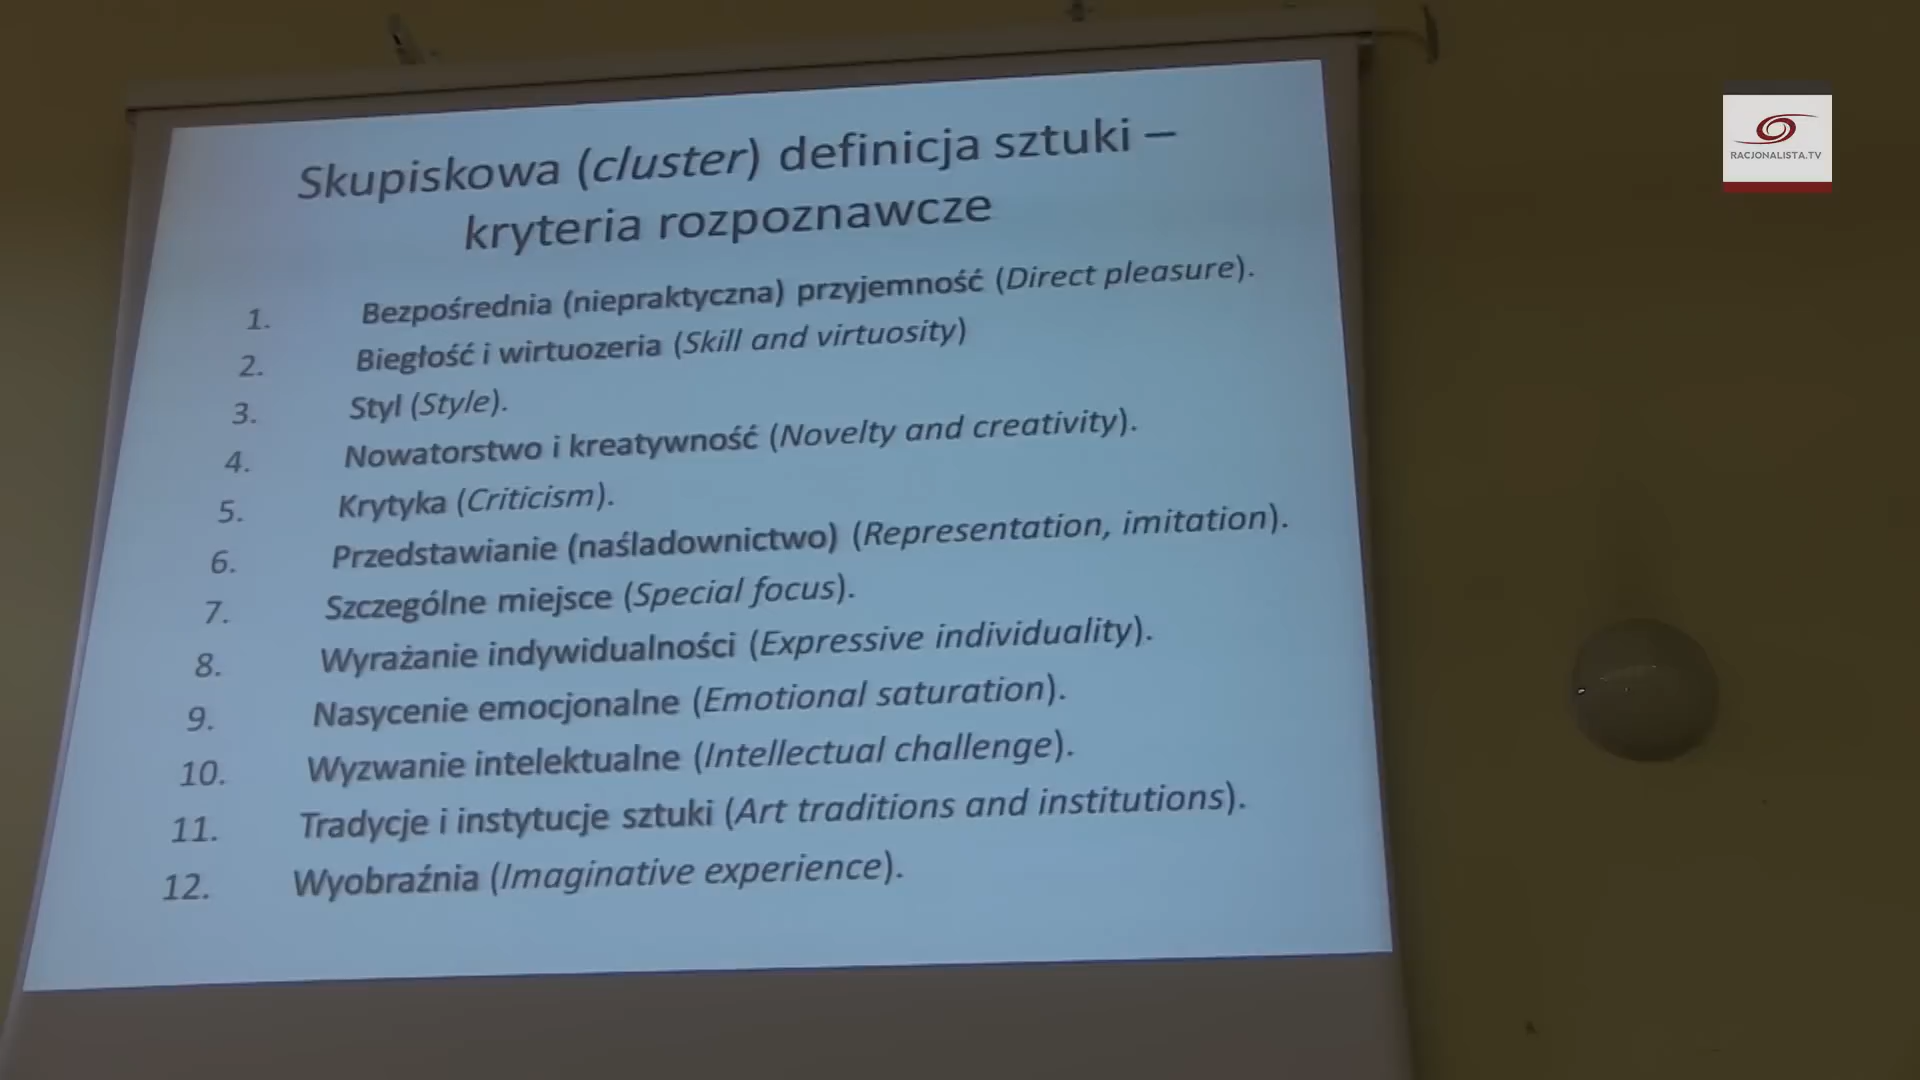 Skupiskowa (cluster) definicja sztuki –
kryteria rozpoznawcze
1. Bezpośrednia (niepraktyczna) przyjemność (Direct pleasure).
2. Biegłość i wirtuozeria (Skill and virtuosity)
3. Styl (Style).
4. Nowatorstwo i kreatywność (Novelty and creativity).
5. Krytyka (Criticism).
6. Przedstawianie (naśladownictwo) (Representation, imitation).
7. Szczególne miejsce (Special focus).
8. Wyrażanie indywidualności (Expressive individuality).
9. Nasycenie emocjonalne (Emotional saturation).
10. Wyzwanie intelektualne (Intellectual challenge).
11. Tradycje i instytucje sztuki (Art traditions and institutions).
12. Wyobraźnia (Imaginative experience).
RACJONALISTA.TV